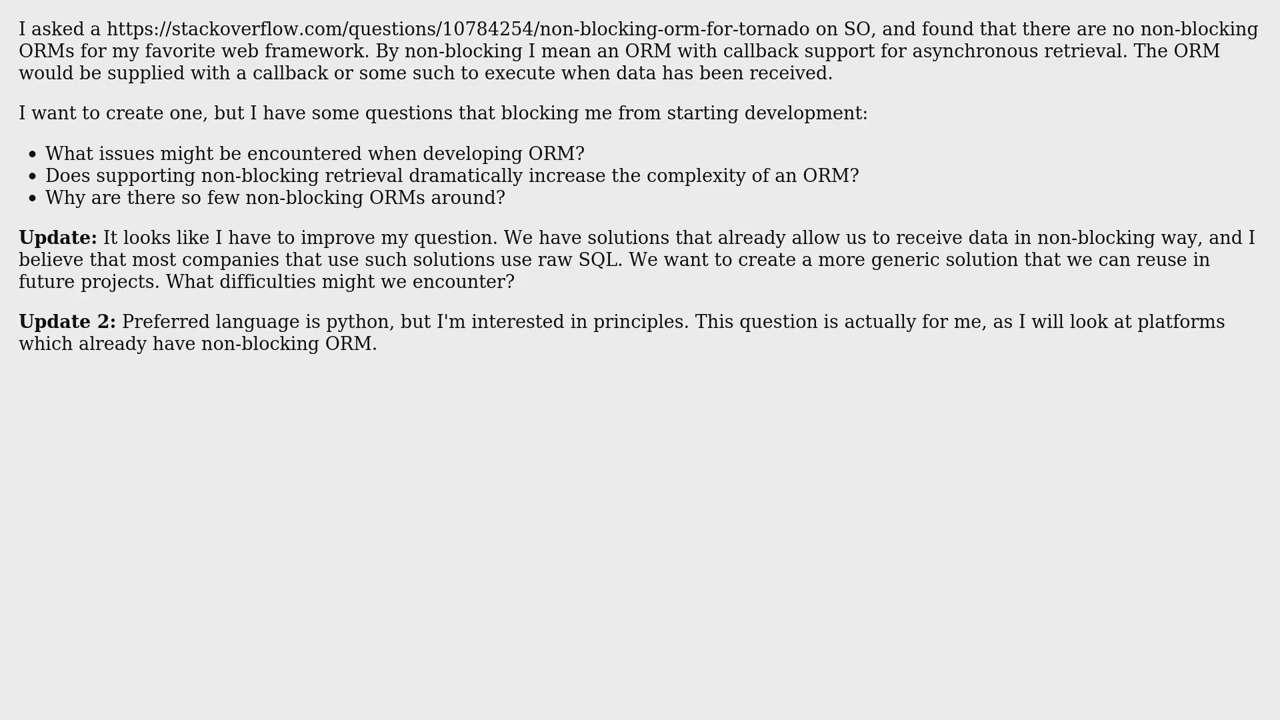 I asked a https://stackoverflow.com/questions/10784254/non-blocking-orm-for-tornado on SO, and found that there are no non-blocking
ORMs for my favorite web framework. By non-blocking I mean an ORM with callback support for asynchronous retrieval. The ORM
would be supplied with a callback or some such to execute when data has been received.
I want to create one, but I have some questions that blocking me from starting development:
• What issues might be encountered when developing ORM?
• Does supporting non-blocking retrieval dramatically increase the complexity of an ORM?
• Why are there so few non-blocking ORMs around?
Update: It looks like I have to improve my question. We have solutions that already allow us to receive data in non-blocking way, and I
believe that most companies that use such solutions use raw SQL. We want to create a more generic solution that we can reuse in
future projects. What difficulties might we encounter?
Update 2: Preferred language is python, but I'm interested in principles. This question is actually for me, as I will look at platforms
which already have non-blocking ORM.